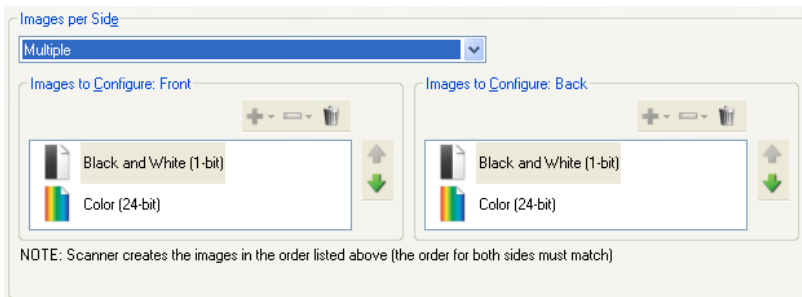 Images per Side
Multiple
Images to Configure: Front
Images to Configure: Back
Black and White (1-bit)
Black and White (1-bit)
Color (24-bit)
Color (24-bit)
NOTE: Scanner creates the images in the order listed above (the order for both sides must match)